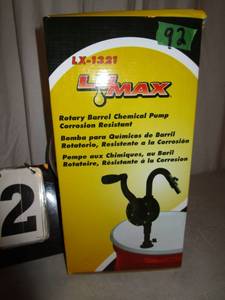 92
LX-1321
LUMAX
Rotary Barrel Chemical Pump
Corrosion Resistant
Bomba para Químicos de Barril
Rotatorio, Resistente a la Corrosión
Pompe aux Chimiques, au Baril
Rotatoire, Résistante à la Corrosion
2